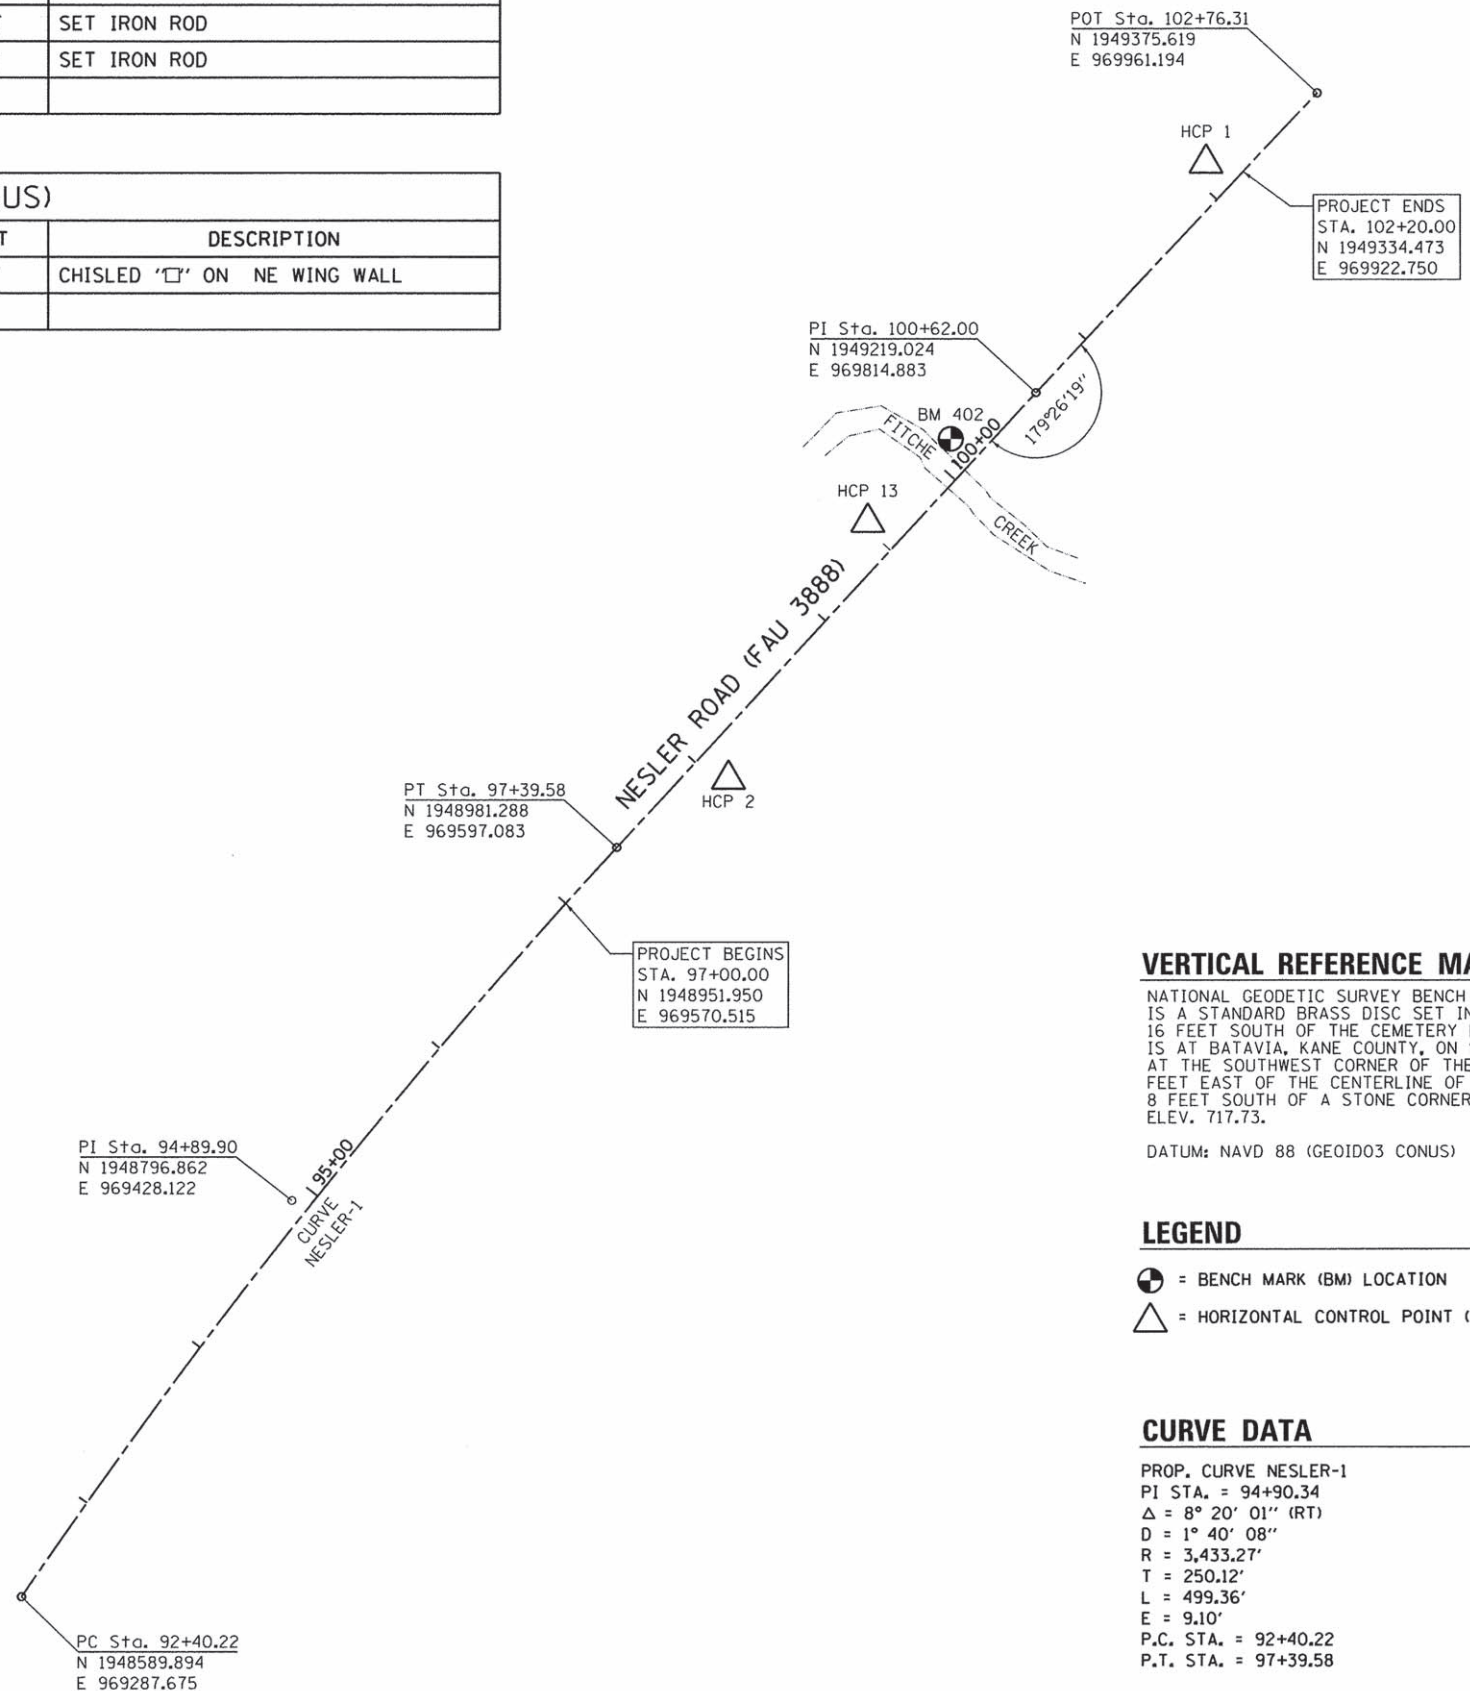 SET IRON ROD
SET IRON ROD
US)
T
DESCRIPTION
CHISLED "□" ON NE WING WALL
POT Sta. 102+76.31
N 1949375.619
E 969961.194
HCP 1
PROJECT ENDS
STA. 102+20.00
N 1949334.473
E 969922.750
PI Sta. 100+62.00
N 1949219.024
E 969814.883
BM 402
FITCHE
100+00
179°26'19"
HCP 13
CREEK
NESLER ROAD (FAU 3888)
HCP 2
PT Sta. 97+39.58
N 1948981.288
E 969597.083
PROJECT BEGINS
STA. 97+00.00
N 1948951.950
E 969570.515
PI Sta. 94+89.90
N 1948796.862
E 969428.122
95+00
CURVE
NESLER-1
PC Sta. 92+40.22
N 1948589.894
E 969287.675
VERTICAL REFERENCE MA
NATIONAL GEODETIC SURVEY BENCH
IS A STANDARD BRASS DISC SET IN
16 FEET SOUTH OF THE CEMETERY
IS AT BATAVIA, KANE COUNTY, ON
AT THE SOUTHWEST CORNER OF THE
FEET EAST OF THE CENTERLINE OF
8 FEET SOUTH OF A STONE CORNER
ELEV. 717.73.
DATUM: NAVD 88 (GEOID03 CONUS)
LEGEND
= BENCH MARK (BM) LOCATION
= HORIZONTAL CONTROL POINT (
CURVE DATA
PROP. CURVE NESLER-1
PI STA. = 94+90.34
Δ = 8° 20' 01" (RT)
D = 1° 40' 08"
R = 3,433.27'
T = 250.12'
L = 499.36'
E = 9.10'
P.C. STA. = 92+40.22
P.T. STA. = 97+39.58